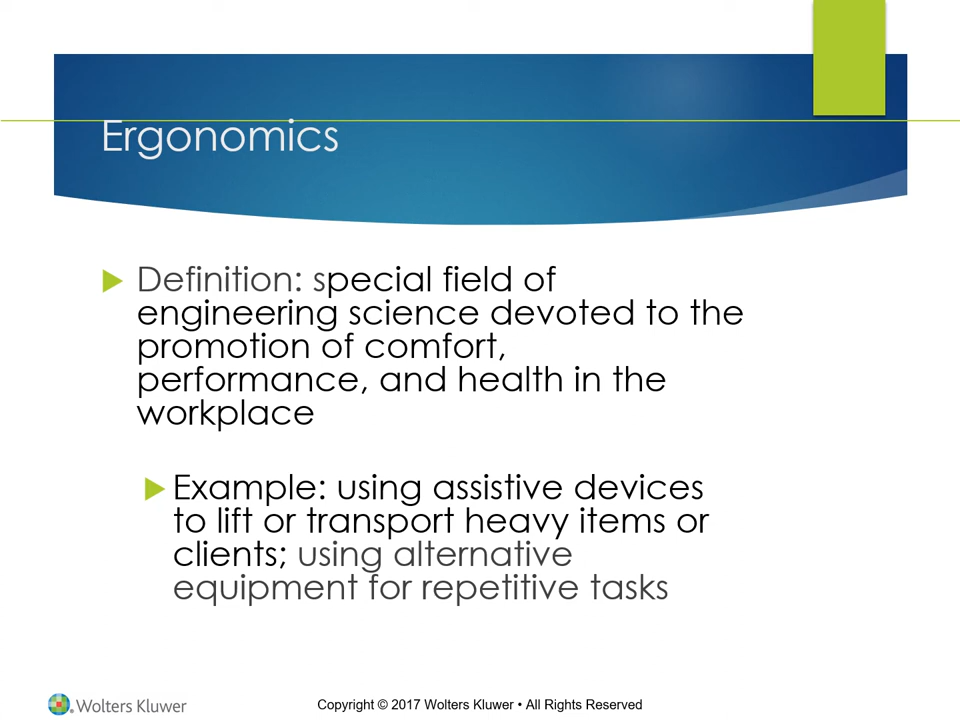 Ergonomics
Definition: special field of
engineering science devoted to the
promotion of comfort,
performance, and health in the
workplace
Example: using assistive devices
to lift or transport heavy items or
clients; using alternative
equipment for repetitive tasks
Wolters Kluwer
Copyright © 2017 Wolters Kluwer • All Rights Reserved